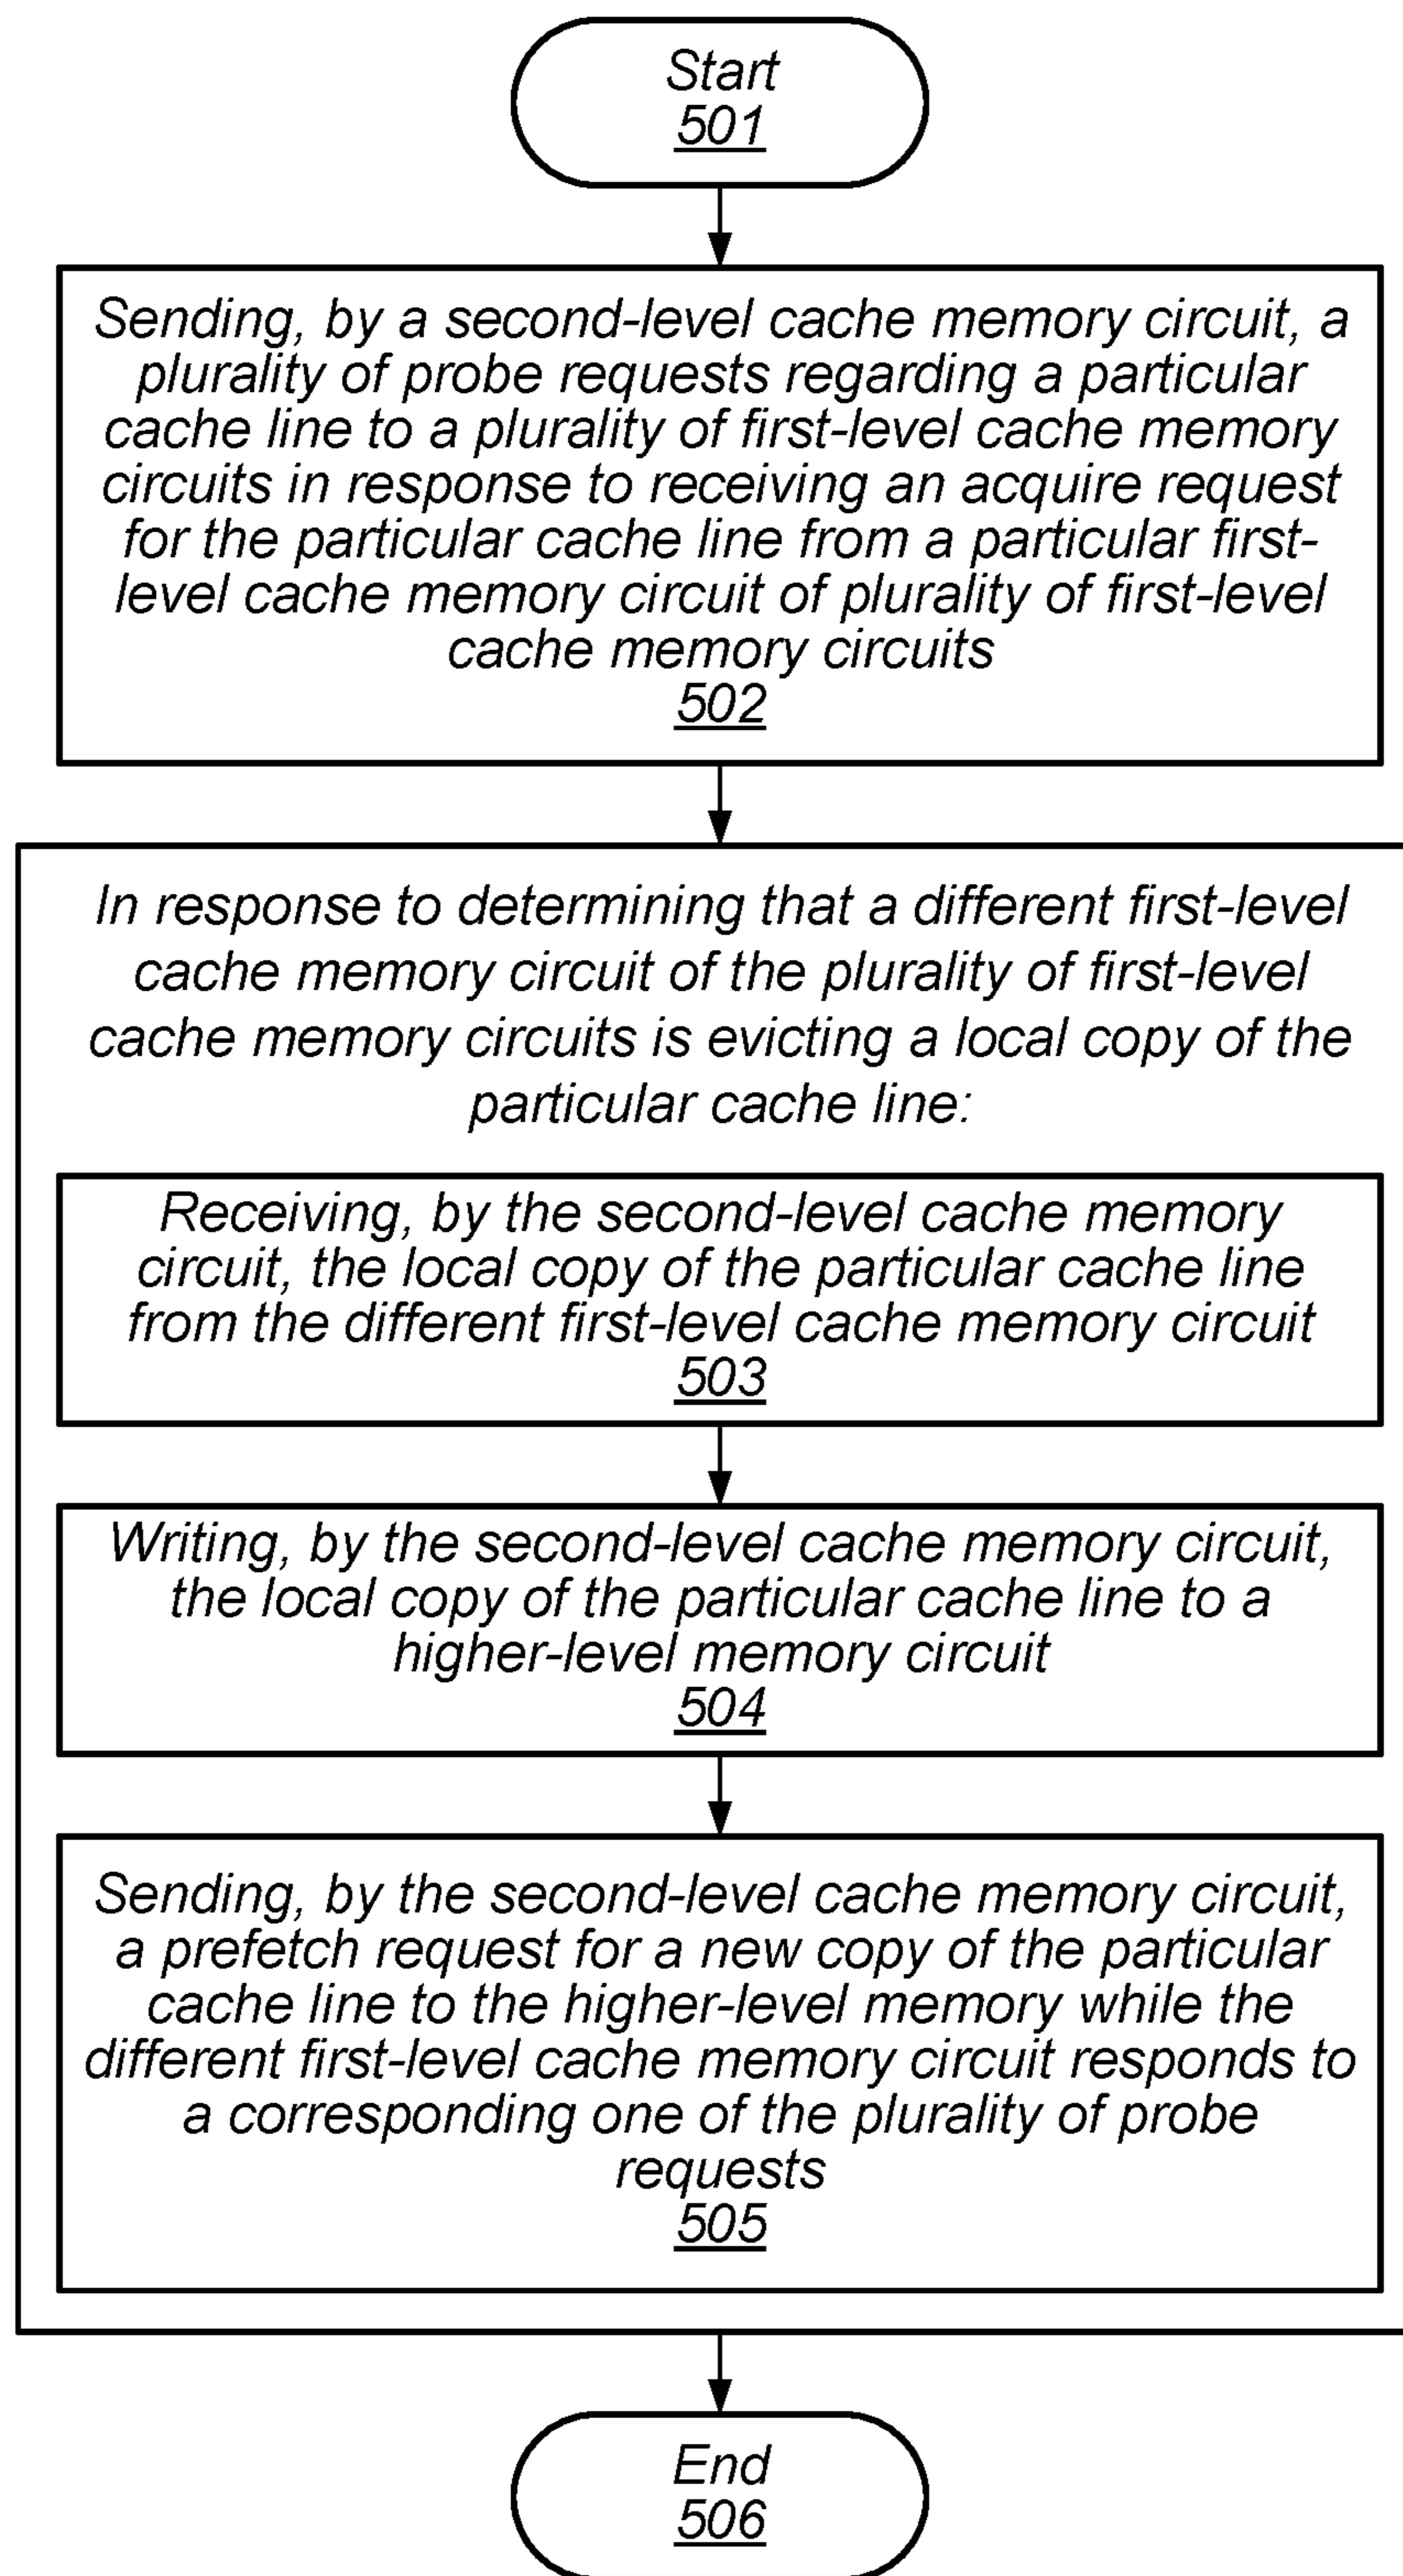 Start
501
Sending, by a second-level cache memory circuit, a
plurality of probe requests regarding a particular
cache line to a plurality of first-level cache memory
circuits in response to receiving an acquire request
for the particular cache line from a particular first-
level cache memory circuit of plurality of first-level
cache memory circuits
502
In response to determining that a different first-level
cache memory circuit of the plurality of first-level
cache memory circuits is evicting a local copy of the
particular cache line:
Receiving, by the second-level cache memory
circuit, the local copy of the particular cache line
from the different first-level cache memory circuit
503
Writing, by the second-level cache memory circuit,
the local copy of the particular cache line to a
higher-level memory circuit
504
Sending, by the second-level cache memory circuit,
a prefetch request for a new copy of the particular
cache line to the higher-level memory while the
different first-level cache memory circuit responds to
a corresponding one of the plurality of probe
requests
505
End
506